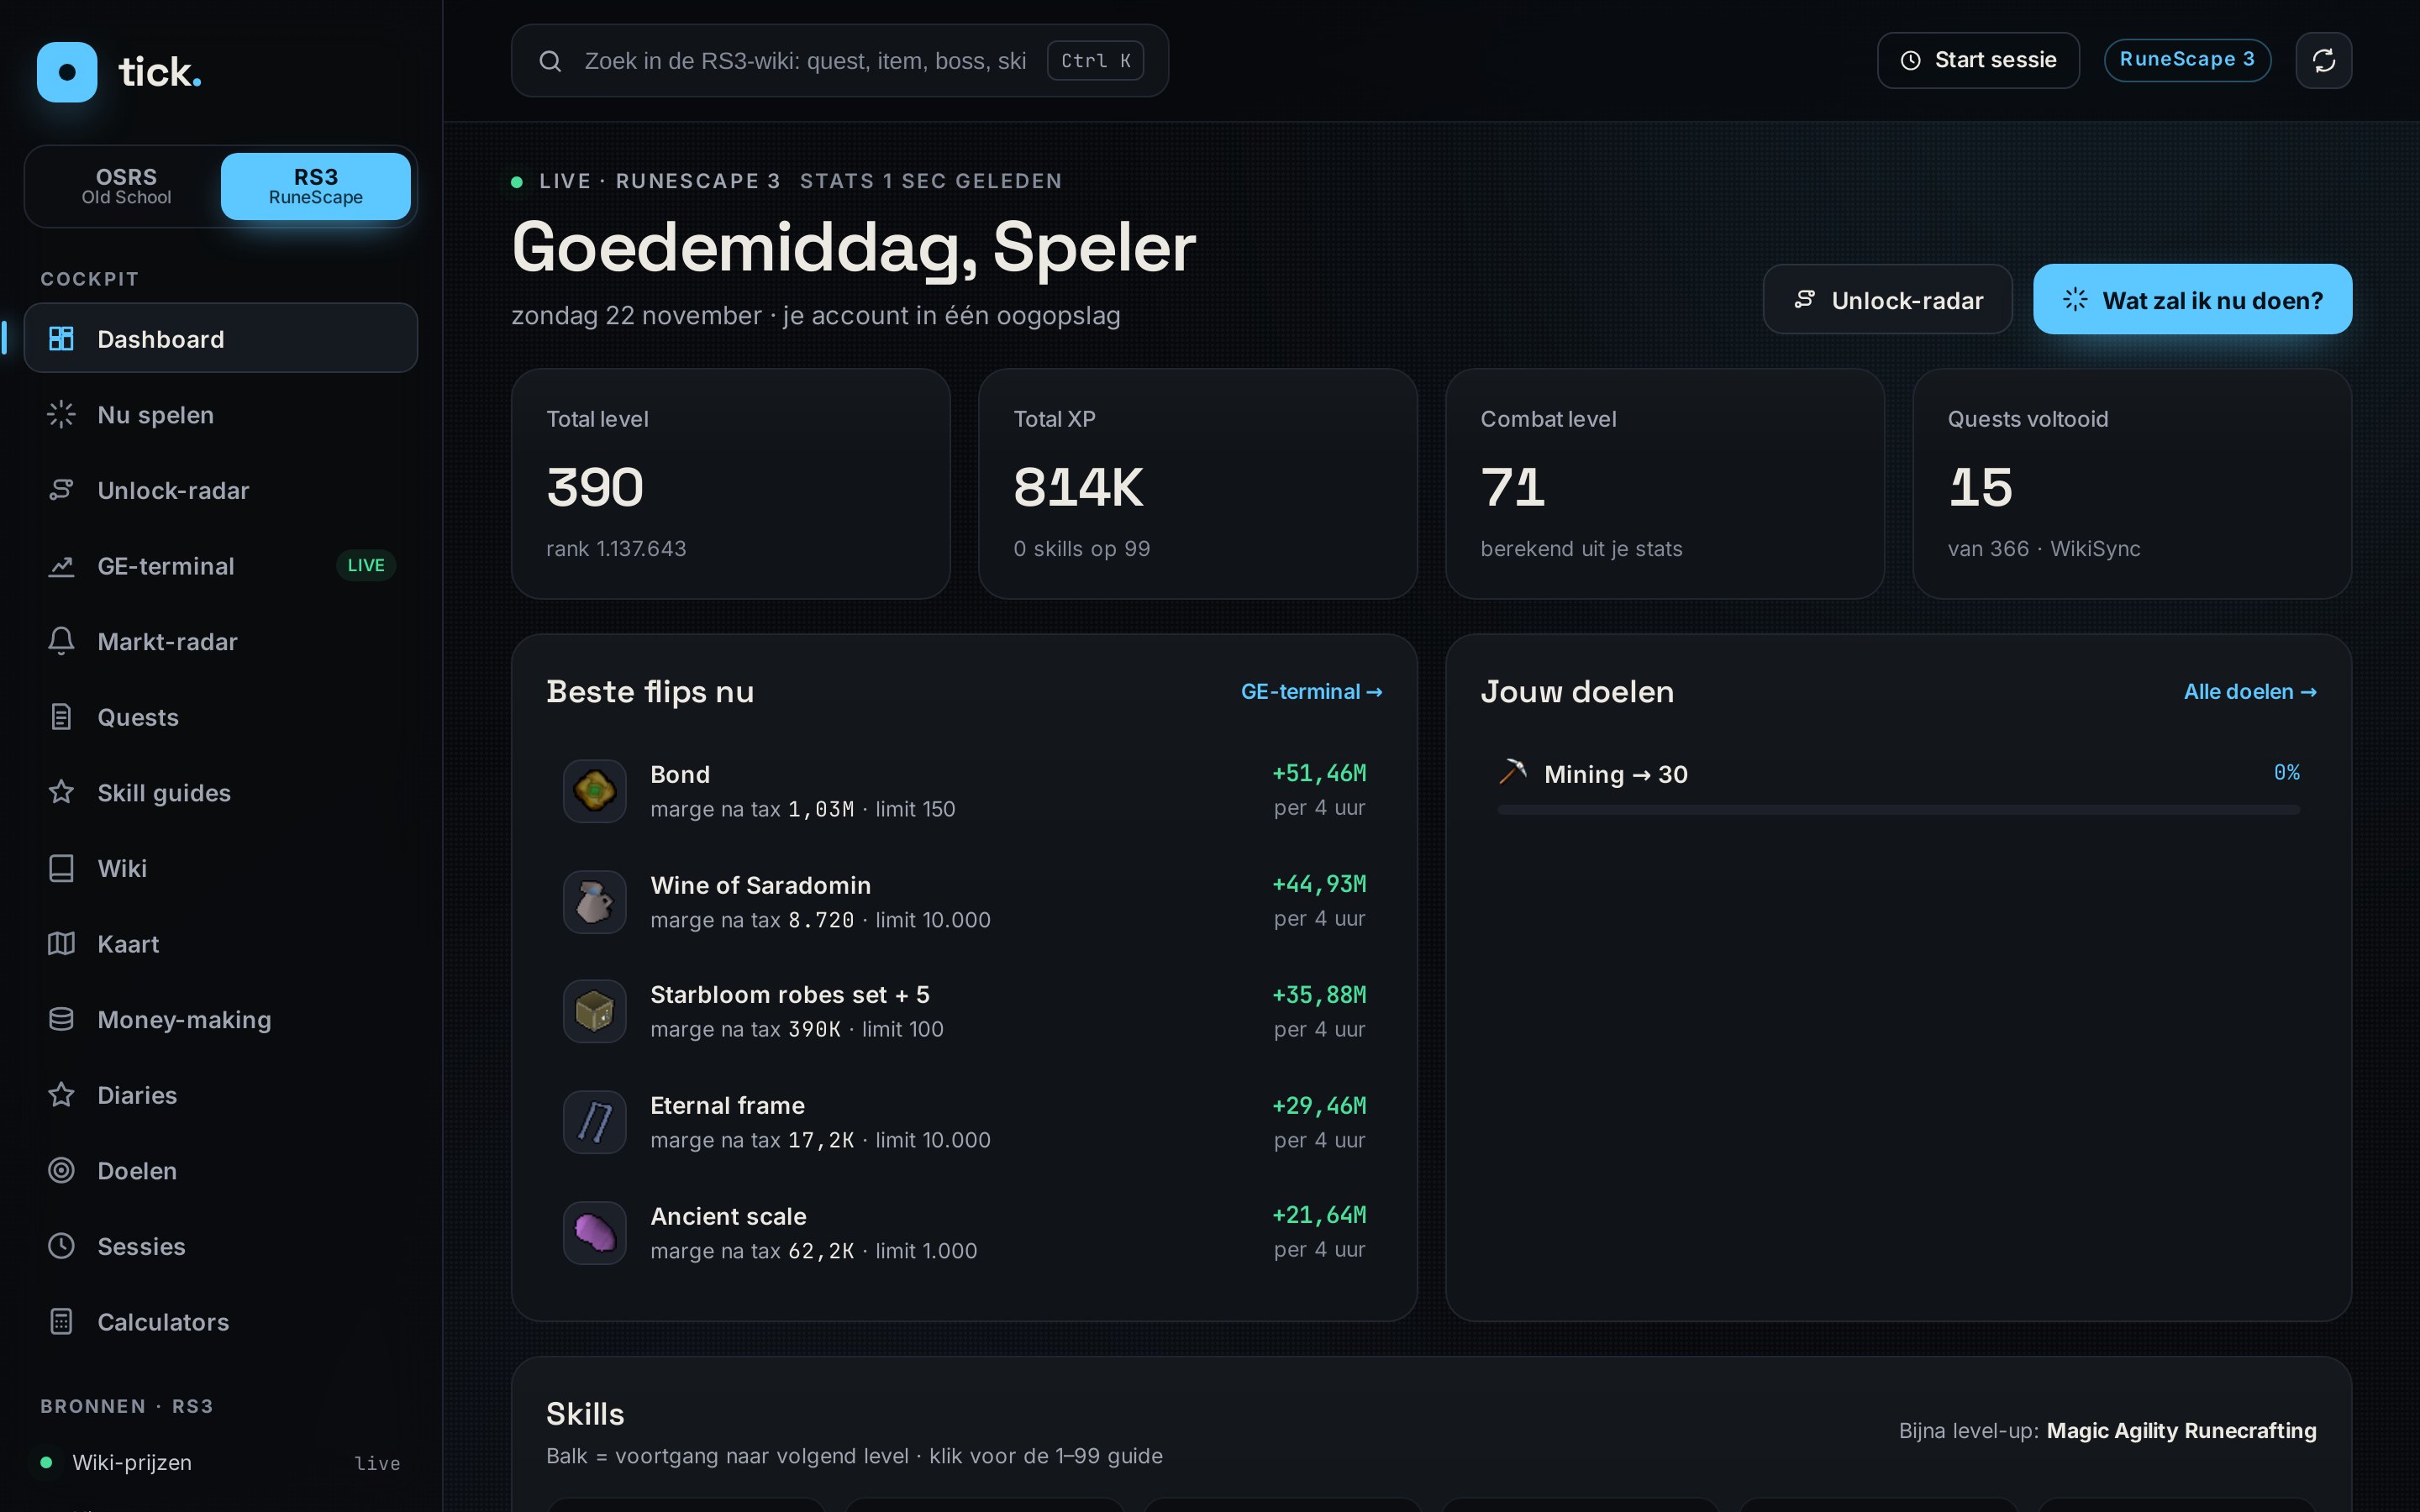 tick.
OSRS
Old School
RS3
RuneScape
COCKPIT
Dashboard
Nu spelen
Unlock-radar
GE-terminal LIVE
Markt-radar
Quests
Skill guides
Wiki
Kaart
Money-making
Diaries
Doelen
Sessies
Calculators
BRONNEN · RS3
Wiki-prijzen live
Zoek in de RS3-wiki: quest, item, boss, ski Ctrl K
Start sessie
RuneScape 3
LIVE · RUNESCAPE 3 STATS 1 SEC GELEDEN
Goedemiddag, Speler
zondag 22 november · je account in één oogopslag
Unlock-radar
Wat zal ik nu doen?
Total level
390
rank 1.137.643
Total XP
814K
0 skills op 99
Combat level
71
berekend uit je stats
Quests voltooid
15
van 366 · WikiSync
Beste flips nu GE-terminal →
Bond +51,46M
marge na tax 1,03M · limit 150 per 4 uur
Wine of Saradomin +44,93M
marge na tax 8.720 · limit 10.000 per 4 uur
Starbloom robes set + 5 +35,88M
marge na tax 390K · limit 100 per 4 uur
Eternal frame +29,46M
marge na tax 17,2K · limit 10.000 per 4 uur
Ancient scale +21,64M
marge na tax 62,2K · limit 1.000 per 4 uur
Jouw doelen Alle doelen →
Mining → 30 0%
Skills
Balk = voortgang naar volgend level · klik voor de 1–99 guide
Bijna level-up: Magic Agility Runecrafting